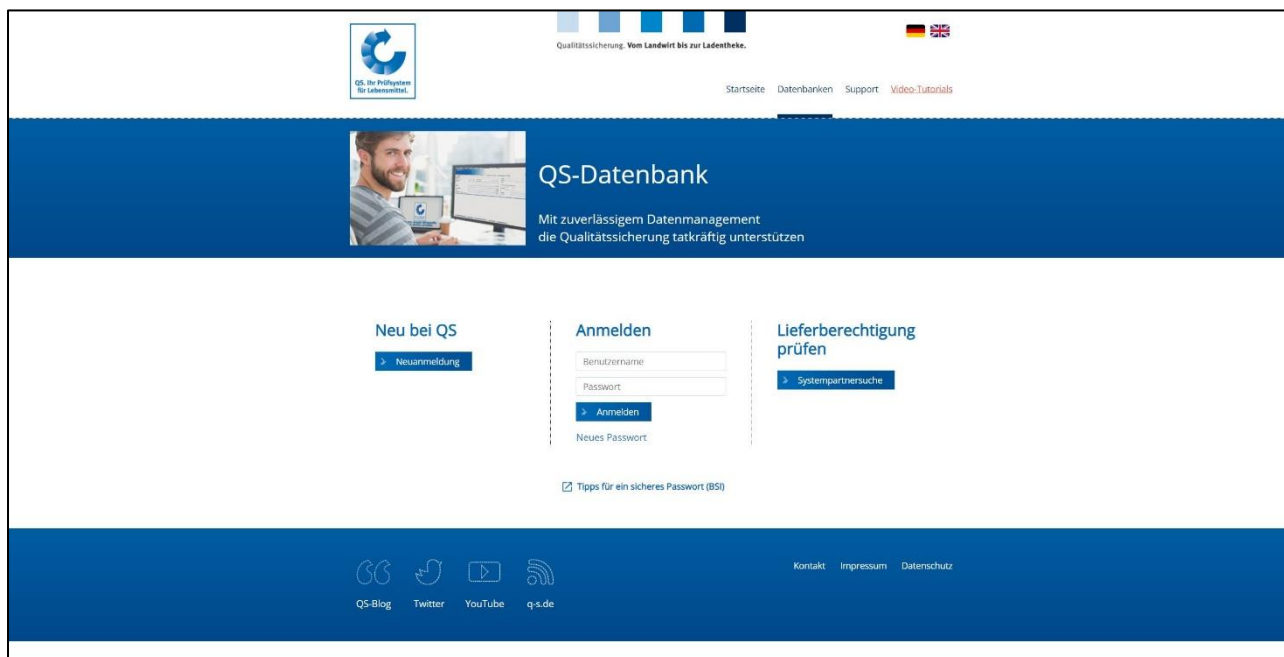 QS. Ihr Prüfsystem
für Lebensmittel.
Qualitätssicherung. Vom Landwirt bis zur Ladentheke.
Startseite Datenbanken Support Video-Tutorials
QS-Datenbank
Mit zuverlässigem Datenmanagement
die Qualitätssicherung tatkräftig unterstützen
Neu bei QS
Neuanmeldung
Anmelden
Benutzername
Passwort
Anmelden
Neues Passwort
Lieferberechtigung
prüfen
Systempartnersuche
Tipps für ein sicheres Passwort (BSI)
QS-Blog Twitter YouTube q-s.de
Kontakt Impressum Datenschutz